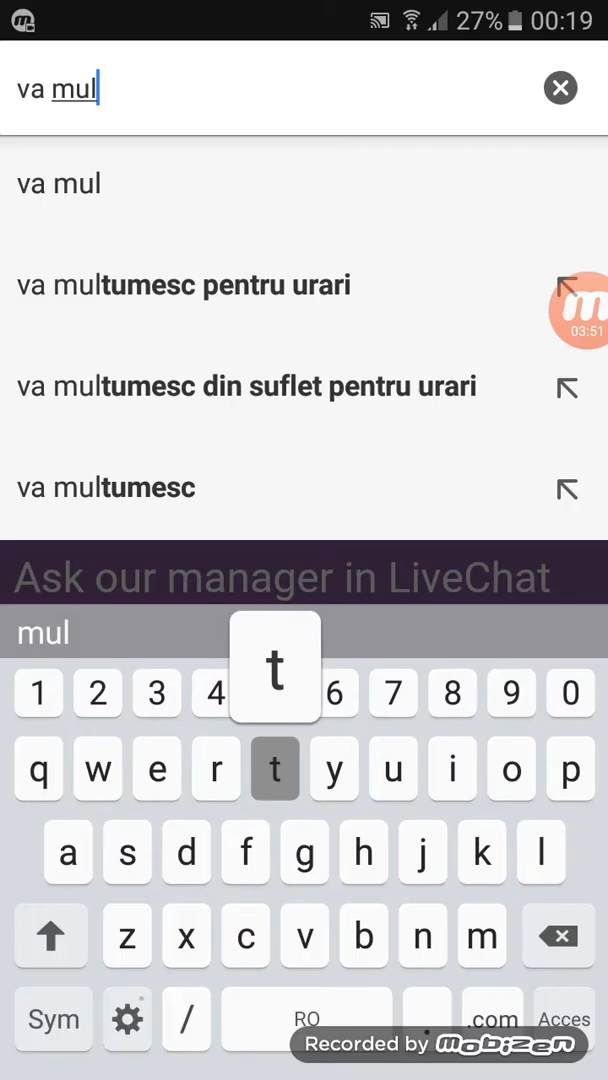 27% 00:19
va mul
va mul
va multumesc pentru urari
03:51
va multumesc din suflet pentru urari
va multumesc
Ask our manager in LiveChat
mul
t
1 2 3 4 6 7 8 9 0
q w e r t y u i o p
a s d f g h j k l
z x c v b n m
Sym / RO . .com Acces
Recorded by mobizen